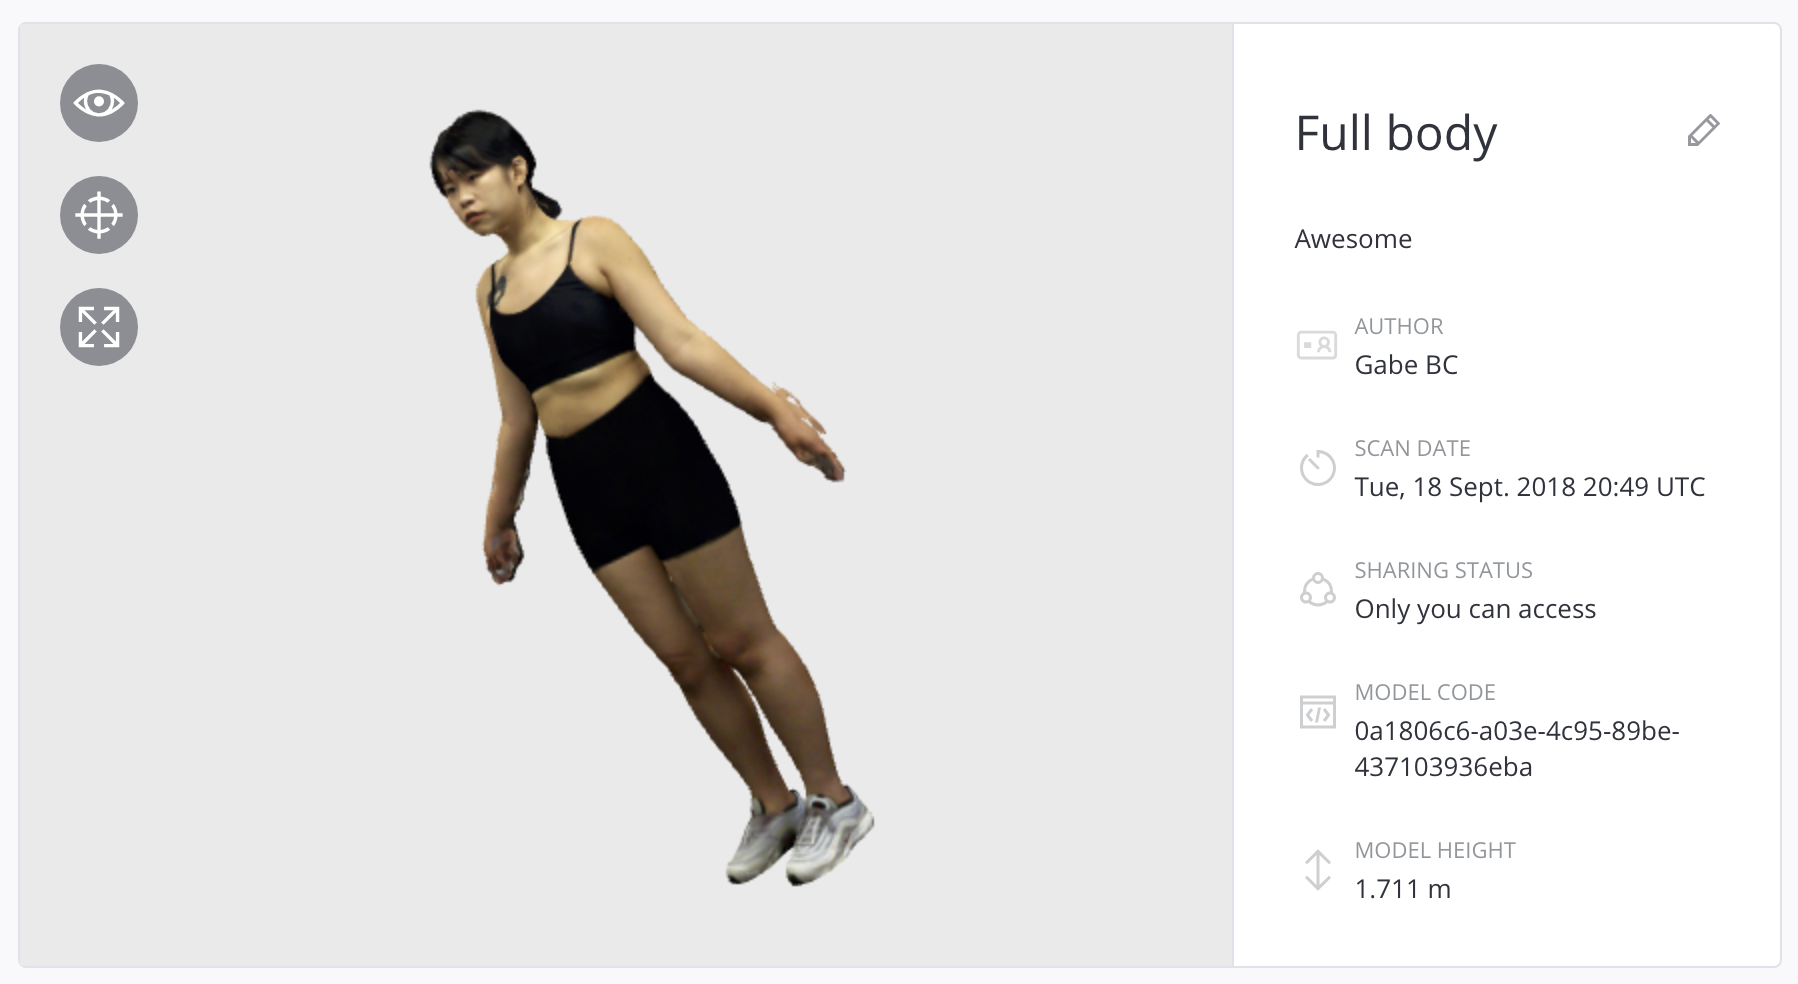 Full body
Awesome
AUTHOR
Gabe BC
SCAN DATE
Tue, 18 Sept. 2018 20:49 UTC
SHARING STATUS
Only you can access
MODEL CODE
0a1806c6-a03e-4c95-89be-
437103936eba
MODEL HEIGHT
1.711 m